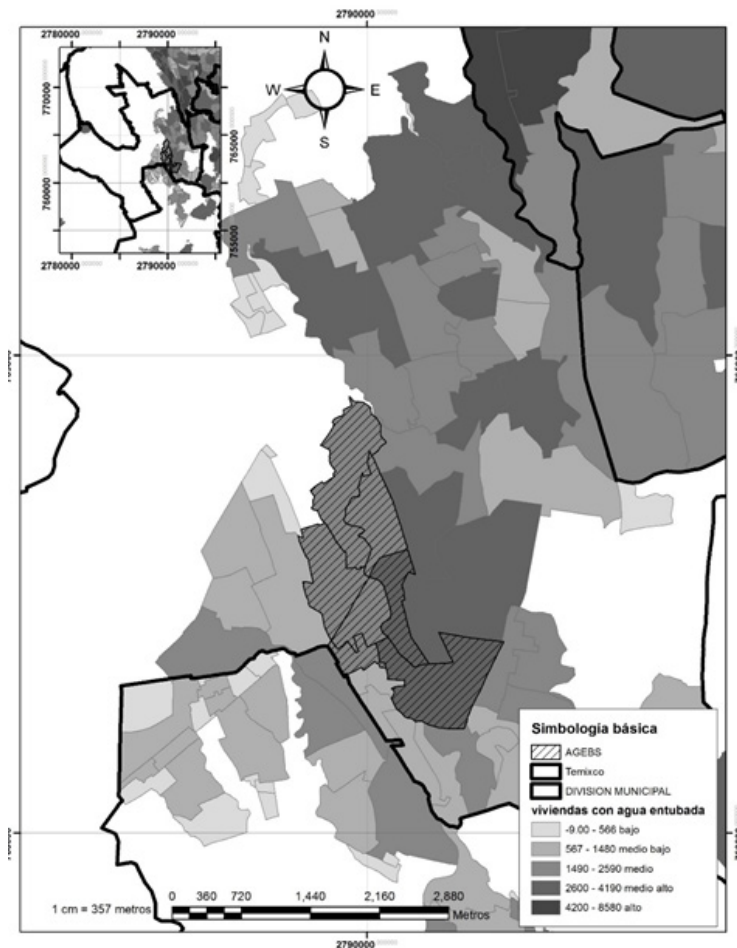 2790000
2780000
2790000
770000
765000
760000
755000
2780000
2790000
N
W
E
S
Simbología básica
AGEBS
Temixco
DIVISION MUNICIPAL
viviendas con agua entubada
-9.00 - 566 bajo
567 - 1480 medio bajo
1490 - 2590 medio
2600 - 4190 medio alto
4200 - 8580 alto
1 cm = 357 metros
0 360 720 1,440 2,160 2,880
Metros
2790000